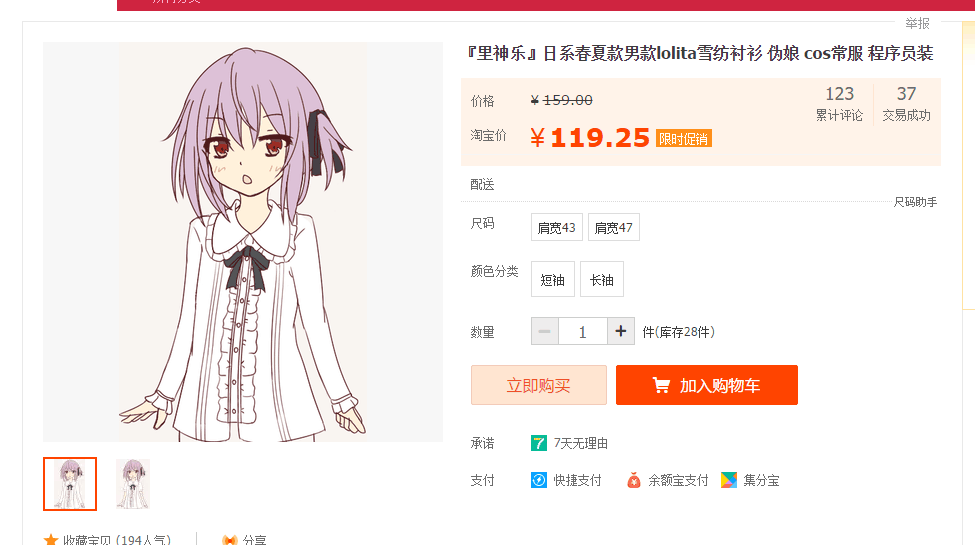 所有分类
举报
『里神乐』日系春夏款男款lolita雪纺衬衫 伪娘 cos常服 程序员装
价格 ¥ 159.00
123 累计评论
37 交易成功
淘宝价 ¥ 119.25 限时促销
配送
尺码助手
尺码 肩宽43 肩宽47
颜色分类 短袖 长袖
数量 − 1 + 件(库存28件)
立即购买 加入购物车
承诺 7 7天无理由
支付 快捷支付 余额宝支付 集分宝
收藏宝贝 (194人气) 分享